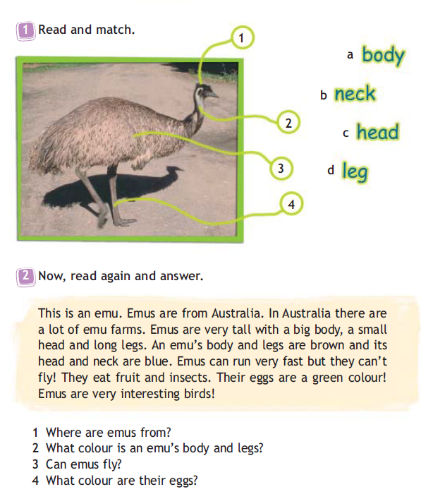 1 Read and match.
1
a body
b neck
2
c head
3
d leg
4
2 Now, read again and answer.
This is an emu. Emus are from Australia. In Australia there are
a lot of emu farms. Emus are very tall with a big body, a small
head and long legs. An emu's body and legs are brown and its
head and neck are blue. Emus can run very fast but they can't
fly! They eat fruit and insects. Their eggs are a green colour!
Emus are very interesting birds!
1 Where are emus from?
2 What colour is an emu's body and legs?
3 Can emus fly?
4 What colour are their eggs?